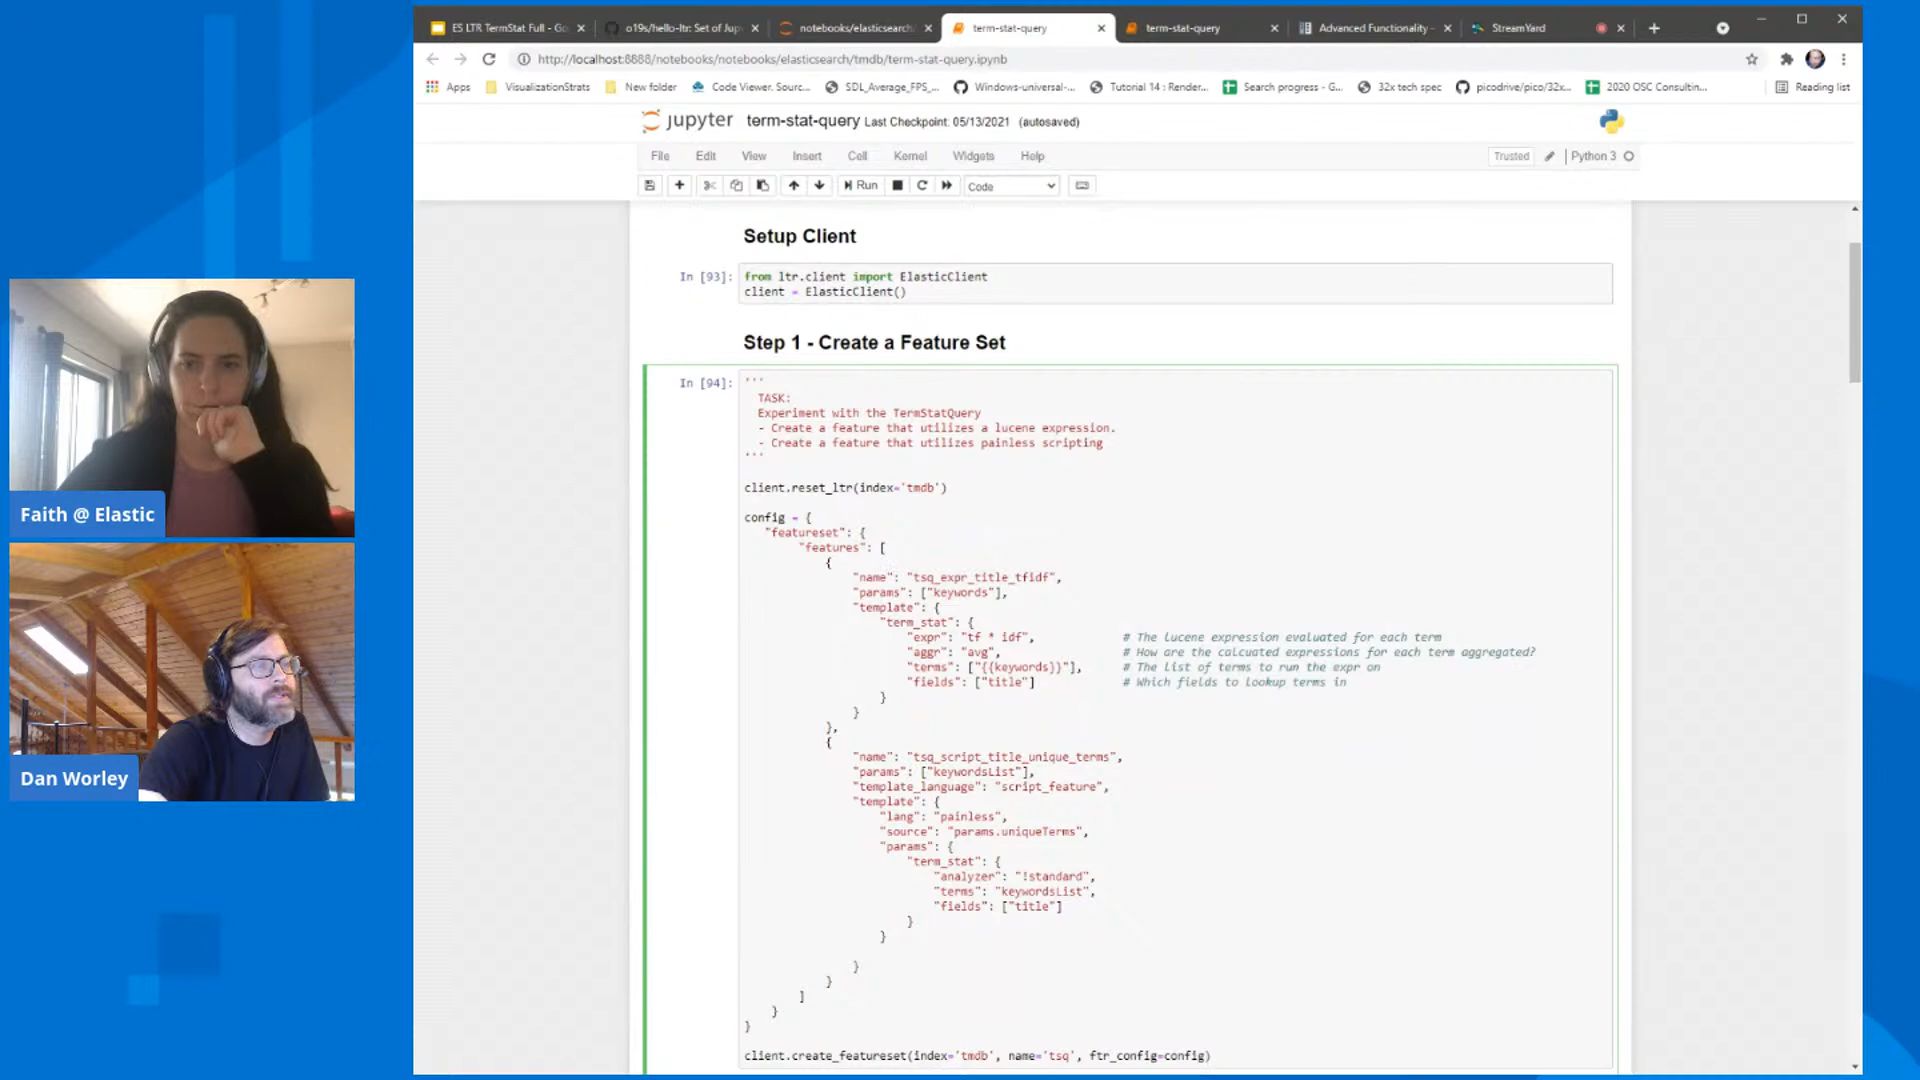 ES LTR TermStat Full - Go
o19s/hello-ltr: Set of Jup
notebooks/elasticsearch
term-stat-query
term-stat-query
Advanced Functionality -
StreamYard
http://localhost:8888/notebooks/notebooks/elasticsearch/tmdb/term-stat-query.ipynb
Apps
VisualizationStrats
New folder
Code Viewer. Sourc...
SDL_Average_FPS_...
Windows-universal-...
Tutorial 14 : Render...
Search progress - G...
32x tech spec
picodrive/pico/32x...
2020 OSC Consultin...
Reading list
jupyter term-stat-query Last Checkpoint: 05/13/2021 (autosaved)
File Edit View Insert Cell Kernel Widgets Help
Trusted
Python 3
Run
Code
Setup Client
In [93]: from ltr.client import ElasticClient
client = ElasticClient()
Step 1 - Create a Feature Set
In [94]: '''
TASK:
Experiment with the TermStatQuery
- Create a feature that utilizes a lucene expression.
- Create a feature that utilizes painless scripting
'''
client.reset_ltr(index='tmdb')
config = {
"featureset": {
"features": [
{
"name": "tsq_expr_title_tfidf",
"params": ["keywords"],
"template": {
"term_stat": {
"expr": "tf * idf", # The lucene expression evaluated for each term
"aggr": "avg", # How are the calcuated expressions for each term aggregated?
"terms": ["{{keywords}}"], # The list of terms to run the expr on
"fields": ["title"] # Which fields to lookup terms in
}
}
},
{
"name": "tsq_script_title_unique_terms",
"params": ["keywordsList"],
"template_language": "script_feature",
"template": {
"lang": "painless",
"source": "params.uniqueTerms",
"params": {
"term_stat": {
"analyzer": "!standard",
"terms": "keywordsList",
"fields": ["title"]
}
}
}
}
]
}
}
client.create_featureset(index='tmdb', name='tsq', ftr_config=config)
Faith @ Elastic
Dan Worley